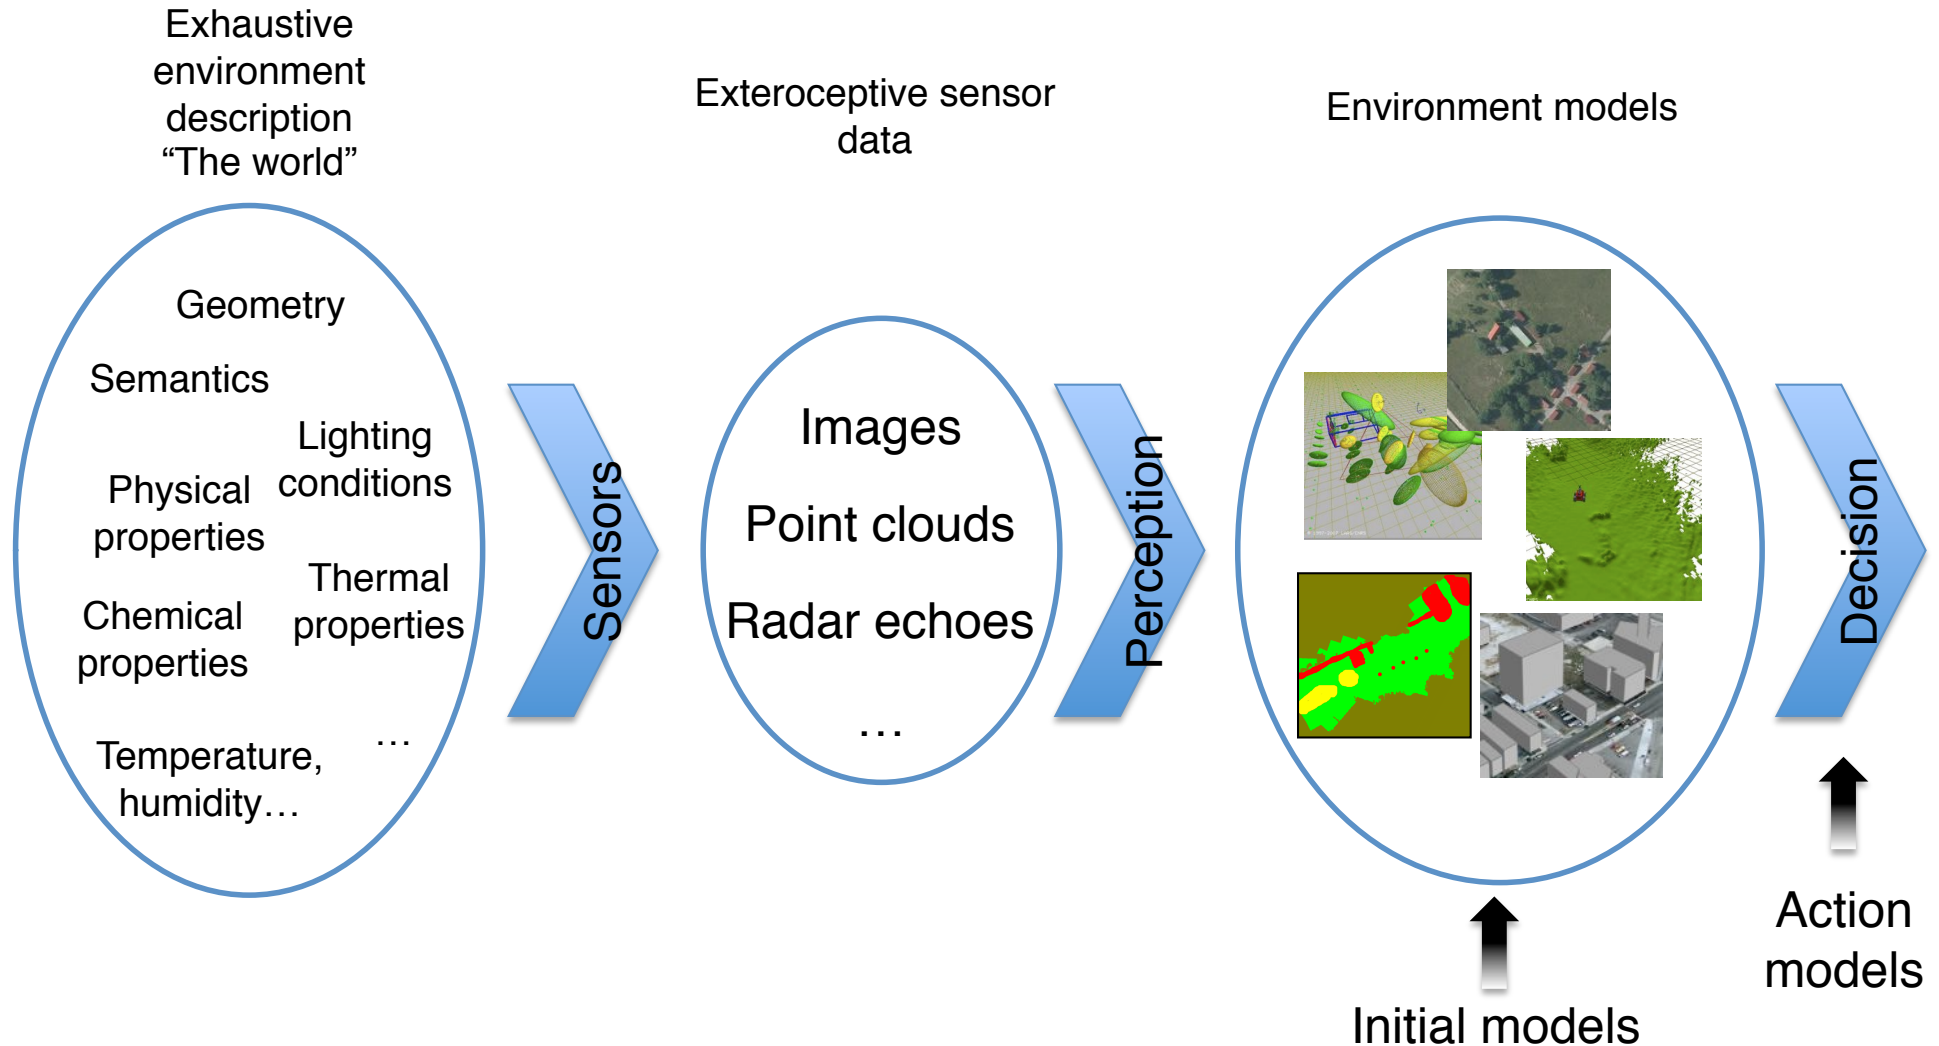 Exhaustive
environment
description
“The world”
Geometry
Semantics
Lighting
conditions
Physical
properties
Thermal
properties
Chemical
properties
Temperature,
humidity…
…
Sensors
Exteroceptive sensor
data
Images
Point clouds
Radar echoes
…
Perception
Environment models
Initial models
Decision
Action
models